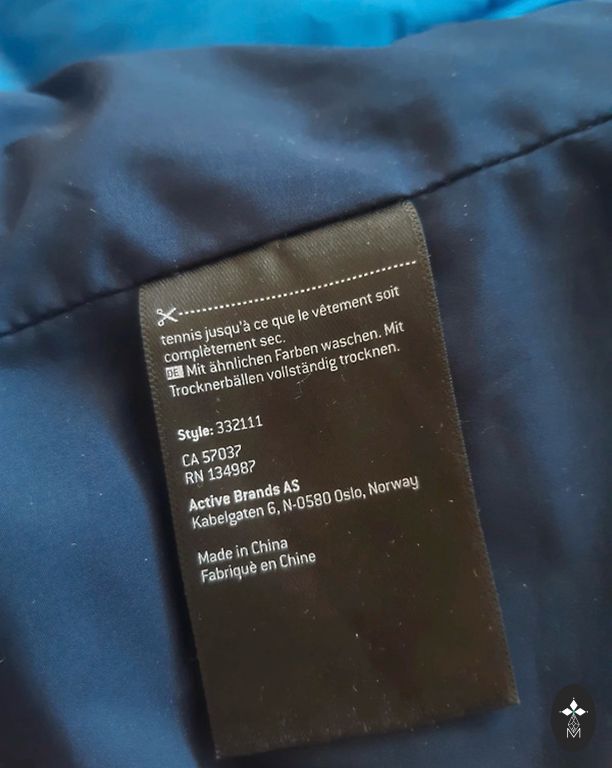 tennis jusqu'à ce que le vêtement soit
complètement sec.
DE Mit ähnlichen Farben waschen. Mit
Trocknerbällen vollständig trocknen.
Style: 332111
CA 57037
RN 134987
Active Brands AS
Kabelgaten 6, N-0580 Oslo, Norway
Made in China
Fabriquè en Chine
M